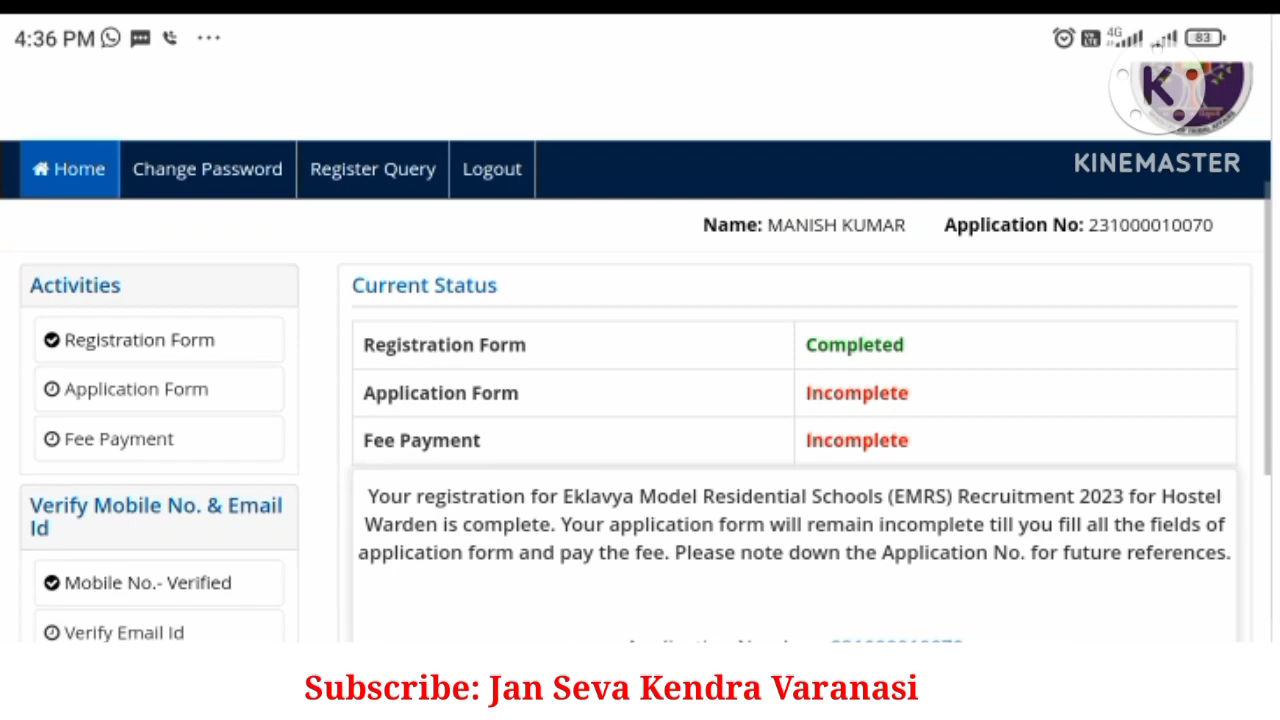 4:36 PM
4G
83
KINEMASTER
Home
Change Password
Register Query
Logout
Name: MANISH KUMAR
Application No: 231000010070
Activities
Registration Form
Application Form
Fee Payment
Verify Mobile No. & Email
Id
Mobile No.- Verified
Verify Email Id
Current Status
Registration Form Completed
Application Form Incomplete
Fee Payment Incomplete
Your registration for Eklavya Model Residential Schools (EMRS) Recruitment 2023 for Hostel
Warden is complete. Your application form will remain incomplete till you fill all the fields of
application form and pay the fee. Please note down the Application No. for future references.
Subscribe: Jan Seva Kendra Varanasi